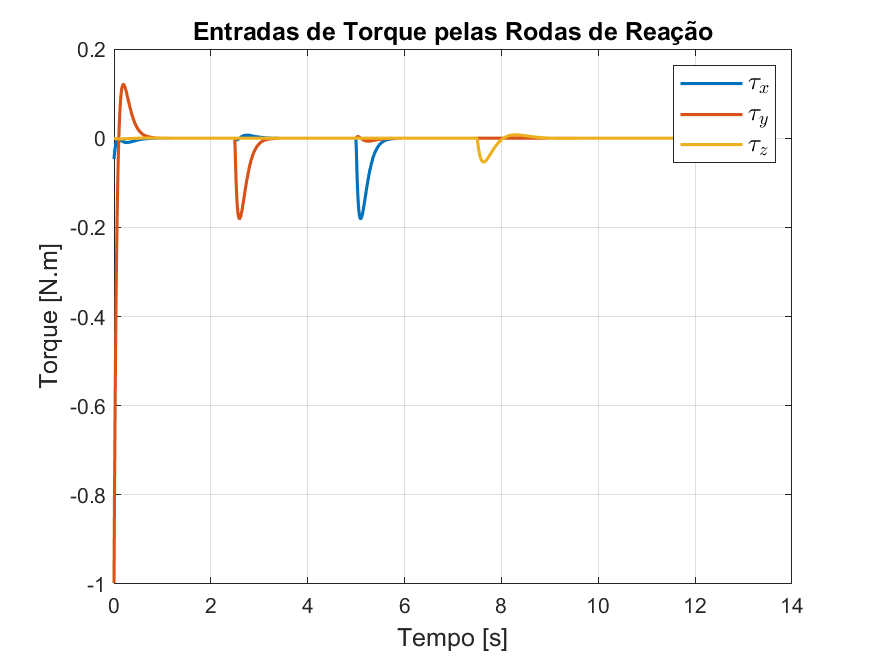 Entradas de Torque pelas Rodas de Reação
0.2
0
-0.2
-0.4
-0.6
-0.8
-1
Torque [N.m]
τx
τy
τz
0 2 4 6 8 10 12 14
Tempo [s]